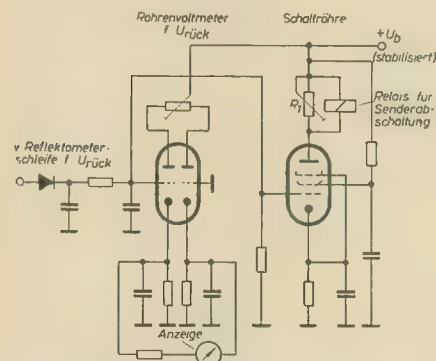 Röhrenvoltmeter
f. Urück
Schaltröhre
+Ub
(stabilisiert)
R1
Relais für
Senderab-
schaltung
v. Reflektometer-
schleife f. Urück
Anzeige